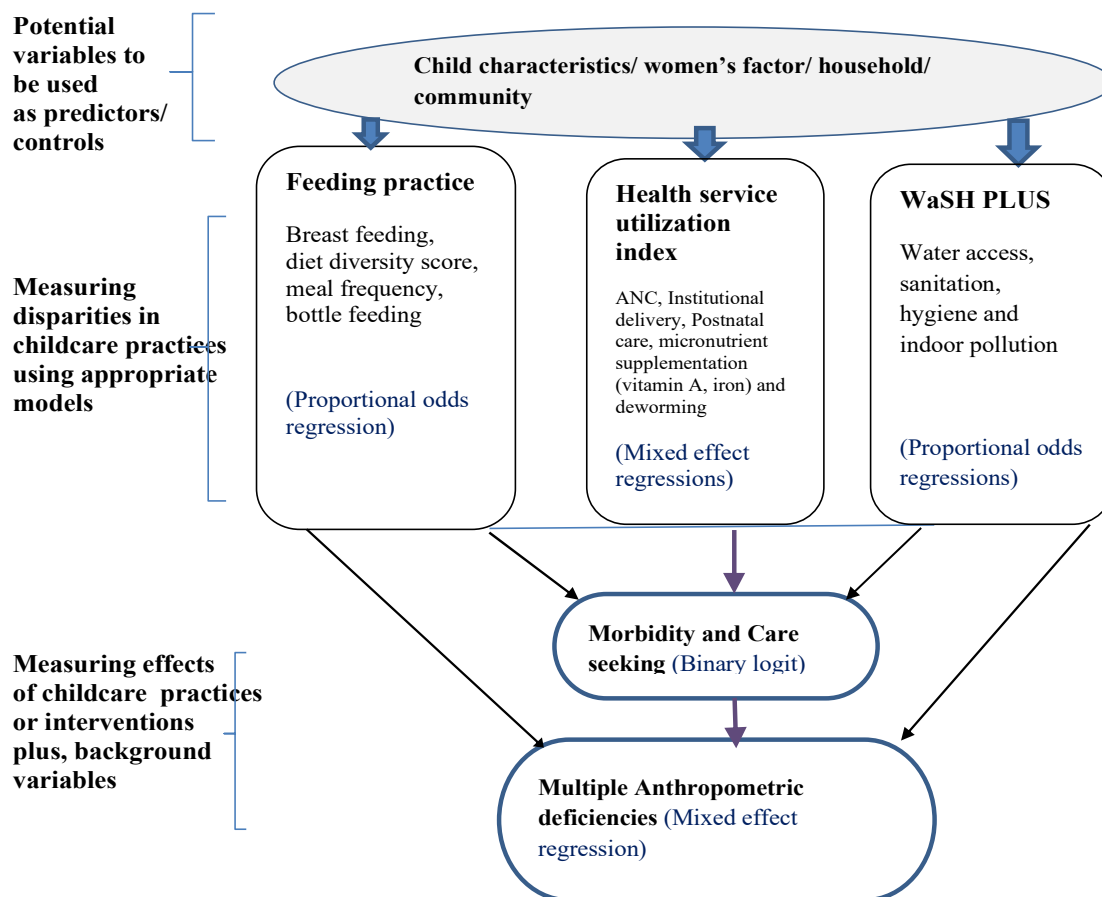 Potential
variables to
be used
as predictors/
controls
Child characteristics/ women's factor/ household/
community
Feeding practice
Breast feeding,
diet diversity score,
meal frequency,
bottle feeding
(Proportional odds
regression)
Health service
utilization
index
ANC, Institutional
delivery, Postnatal
care, micronutrient
supplementation
(vitamin A, iron) and
deworming
(Mixed effect
regressions)
WaSH PLUS
Water access,
sanitation,
hygiene and
indoor pollution
(Proportional odds
regressions)
Measuring
disparities in
childcare practices
using appropriate
models
Morbidity and Care
seeking (Binary logit)
Measuring effects
of childcare practices
or interventions
plus, background
variables
Multiple Anthropometric
deficiencies (Mixed effect
regression)